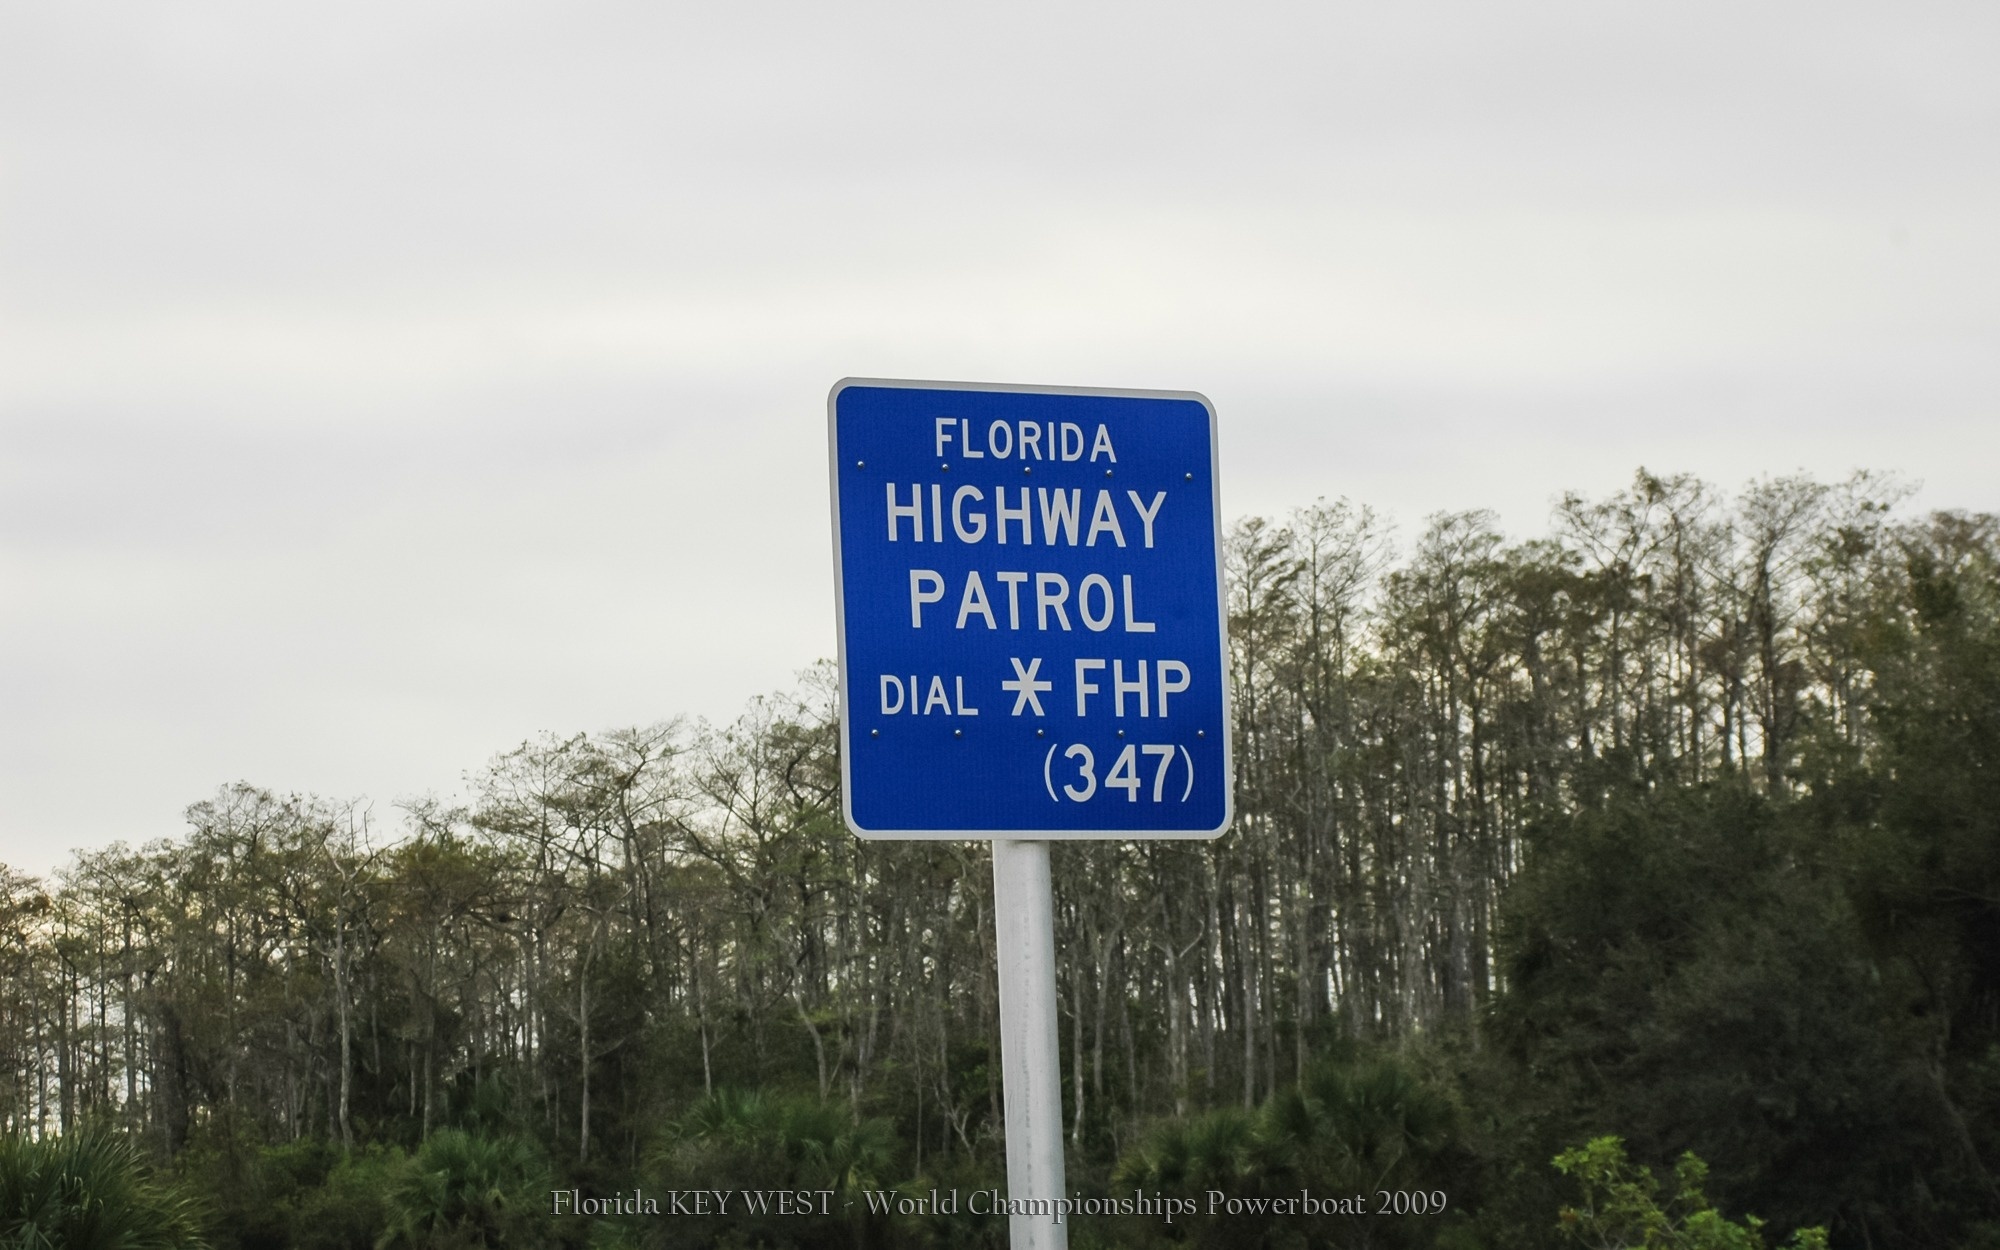 FLORIDA
HIGHWAY
PATROL
DIAL * FHP
(347)
Florida KEY WEST - World Championships Powerboat 2009